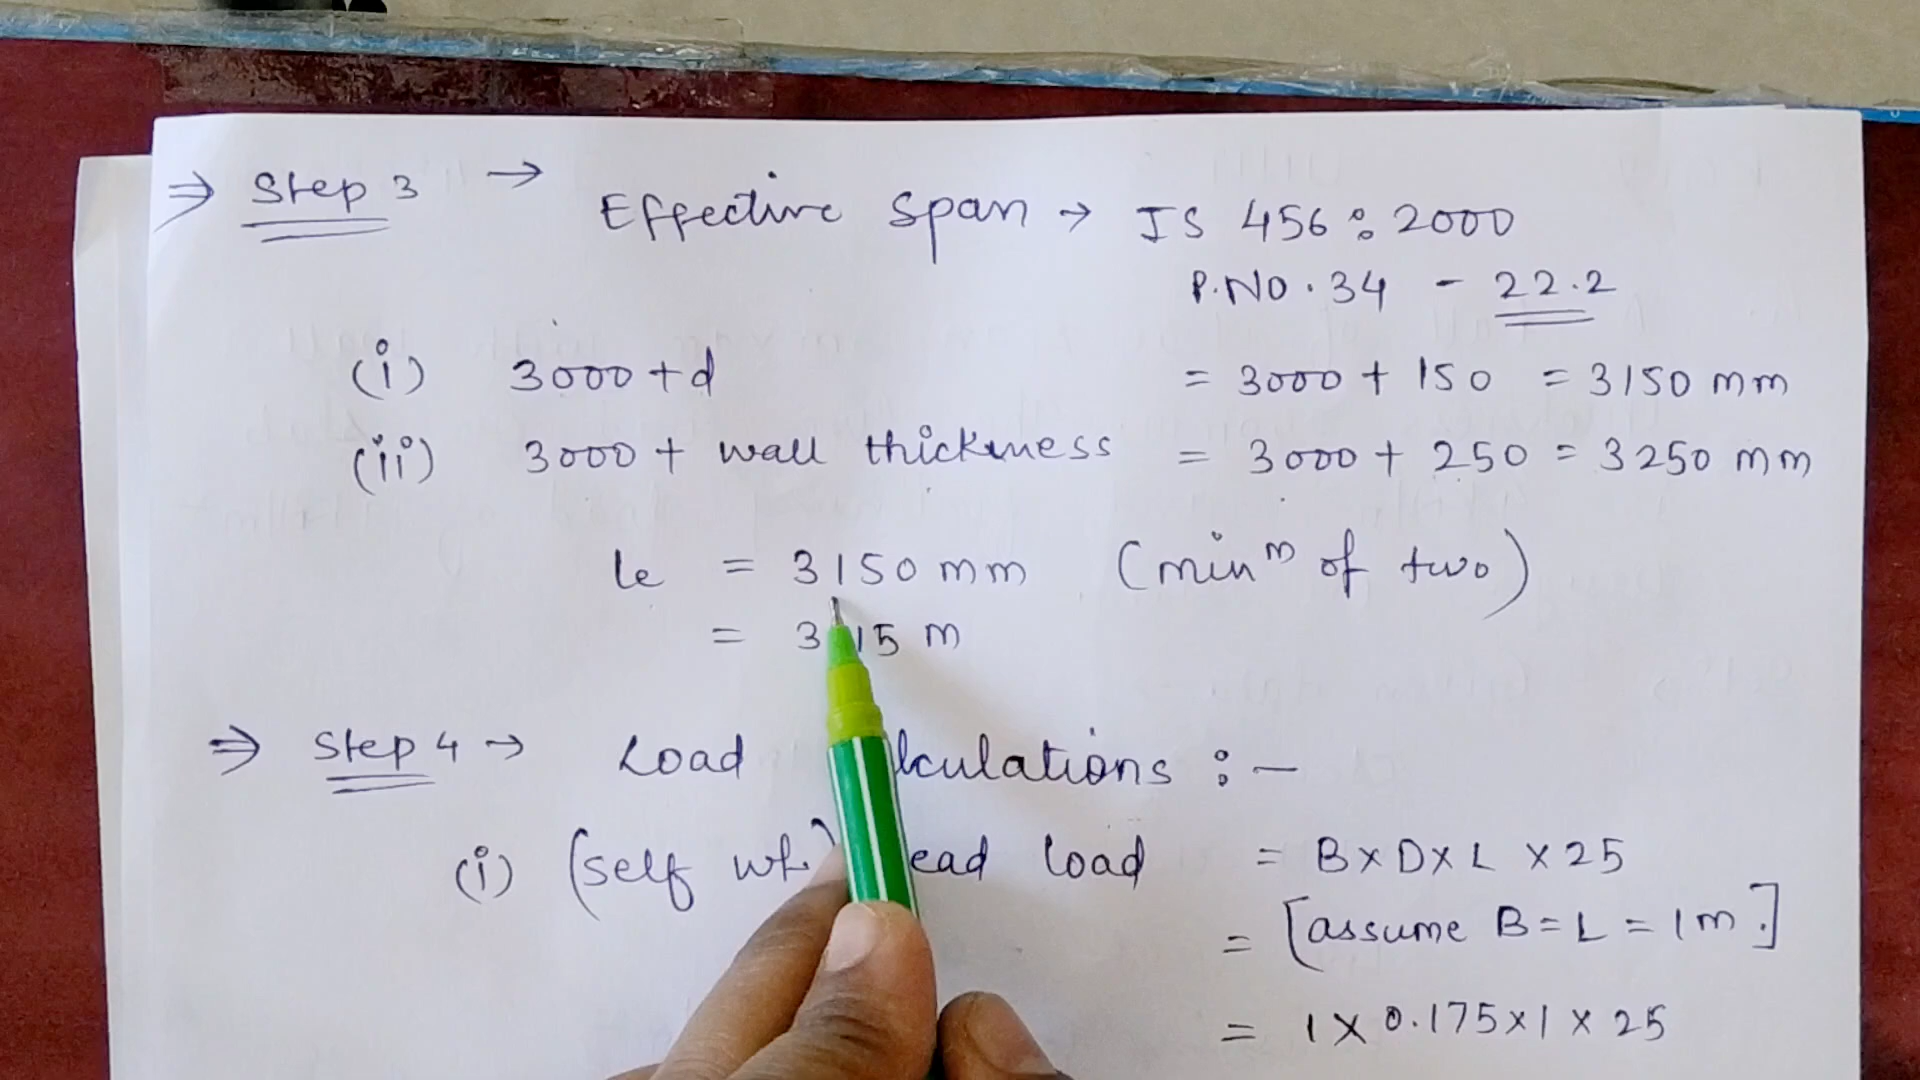 ⇒ Step 3 → Effective span → IS 456 : 2000
P.NO. 34 - 22.2
(i) 3000 + d = 3000 + 150 = 3150 mm
(ii) 3000 + wall thickness = 3000 + 250 = 3250 mm
le = 3150 mm (minᵐ of two)
= 3 15 m
⇒ Step 4 → Load lculations :-
(i) (self wt.) ead load = B x D x L x 25
= [assume B = L = 1 m.]
= 1 x 0.175 x 1 x 25